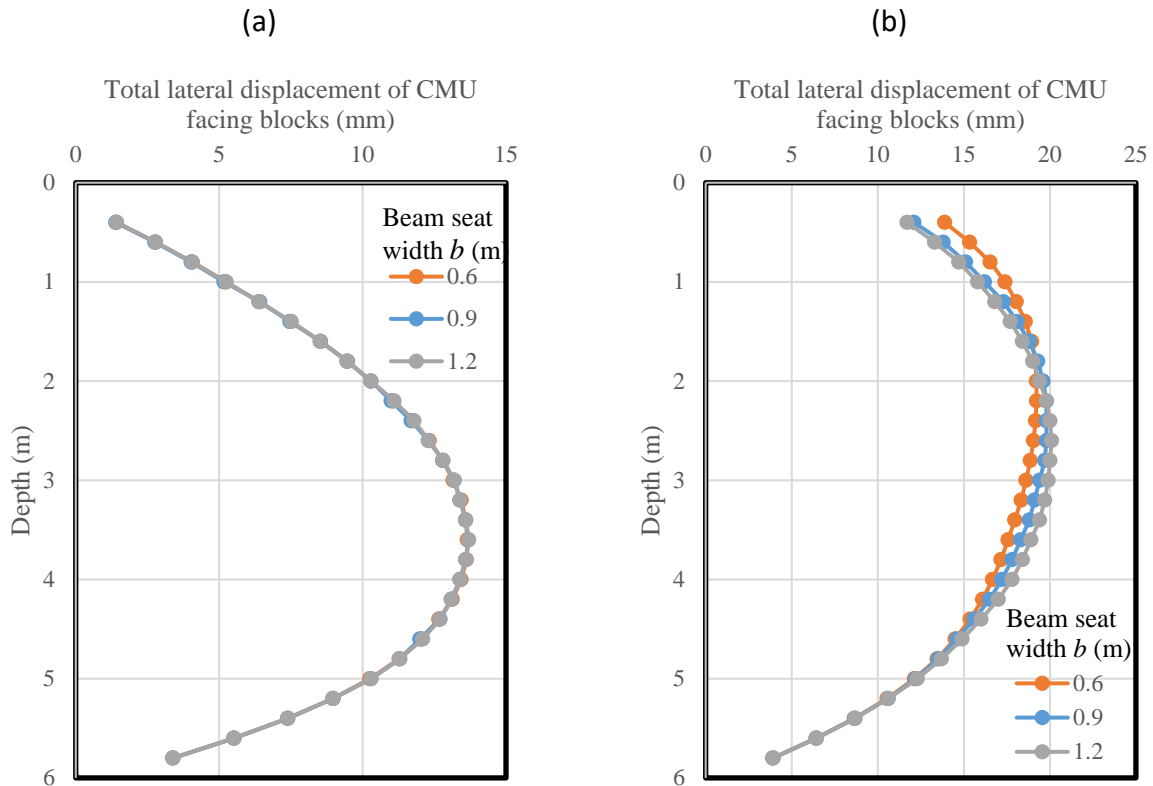 (a)
Total lateral displacement of CMU
facing blocks (mm)
0 5 10 15
0
1
2
3
4
5
6
Depth (m)
Beam seat
width b (m)
0.6
0.9
1.2
(b)
Total lateral displacement of CMU
facing blocks (mm)
0 5 10 15 20 25
0
1
2
3
4
5
6
Depth (m)
Beam seat
width b (m)
0.6
0.9
1.2